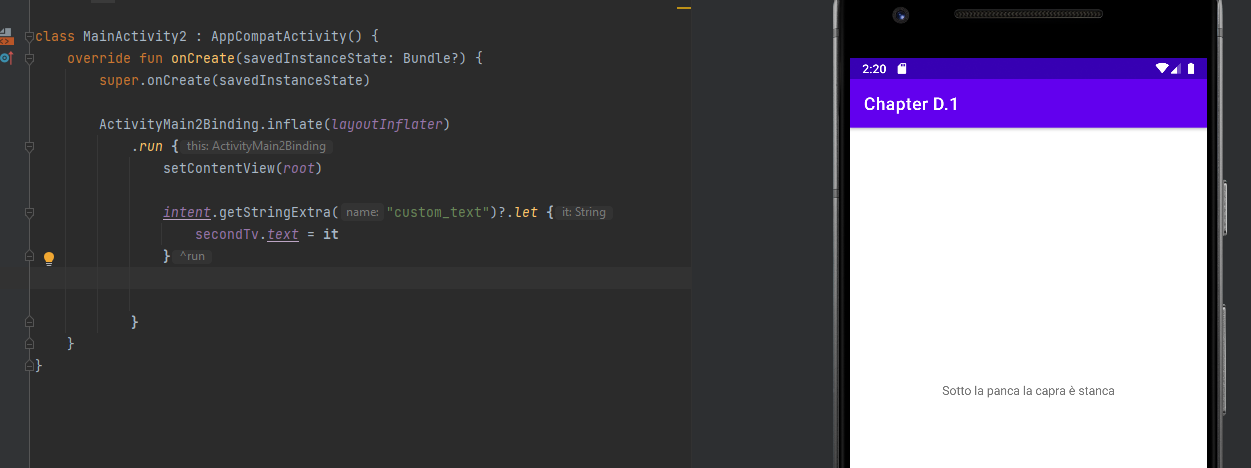 class MainActivity2 : AppCompatActivity() {
override fun onCreate(savedInstanceState: Bundle?) {
super.onCreate(savedInstanceState)
ActivityMain2Binding.inflate(layoutInflater)
.run { this: ActivityMain2Binding
setContentView(root)
intent.getStringExtra( name: "custom_text")?.let { it: String
secondTv.text = it
} ^run
}
}
}
2:20
Chapter D.1
Sotto la panca la capra è stanca